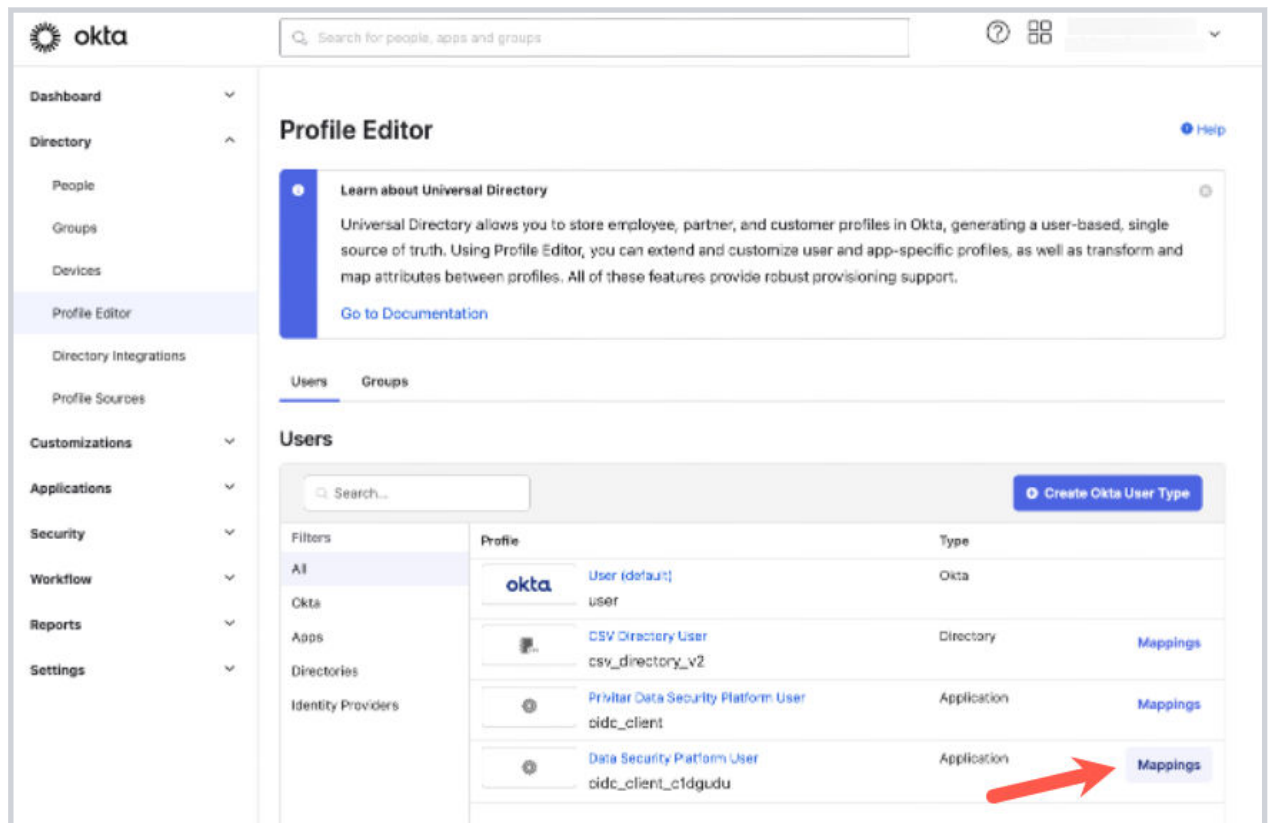 okta
Search for people, apps and groups
Dashboard
Directory
People
Groups
Devices
Profile Editor
Directory Integrations
Profile Sources
Customizations
Applications
Security
Workflow
Reports
Settings
Profile Editor
Help
Learn about Universal Directory
Universal Directory allows you to store employee, partner, and customer profiles in Okta, generating a user-based, single
source of truth. Using Profile Editor, you can extend and customize user and app-specific profiles, as well as transform and
map attributes between profiles. All of these features provide robust provisioning support.
Go to Documentation
Users Groups
Users
Search...
Create Okta User Type
Filters
All
Okta
Apps
Directories
Identity Providers
Profile Type
okta User (default) Okta
user
CSV Directory User Directory Mappings
csv_directory_v2
Privitar Data Security Platform User Application Mappings
oidc_client
Data Security Platform User Application Mappings
oidc_client_c1dgudu